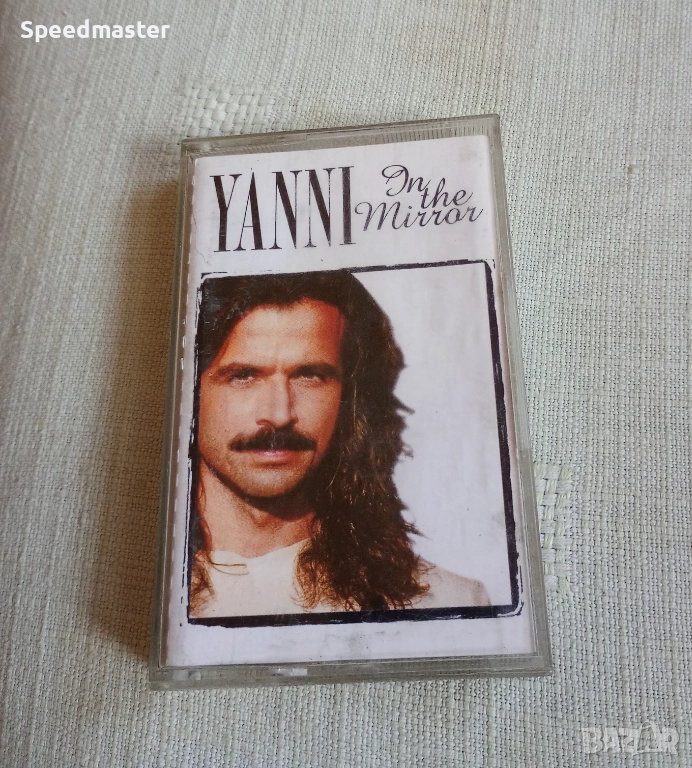 Speedmaster
YANNI
In
the
Mirror
BAZAR